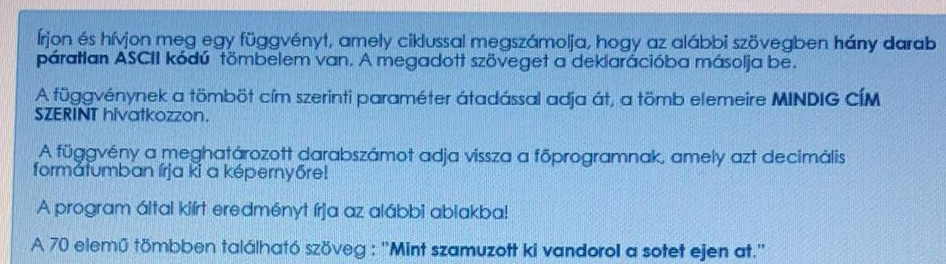 Írjon és hívjon meg egy függvényt, amely ciklussal megszámolja, hogy az alábbi szövegben hány darab
páratlan ASCII kódú tömbelem van. A megadott szöveget a deklarációba másolja be.
A függvénynek a tömböt cím szerinti paraméter átadással adja át, a tömb elemeire MINDIG CÍM
SZERINT hivatkozzon.
A függvény a meghatározott darabszámot adja vissza a főprogramnak, amely azt decimális
formátumban írja ki a képernyőre!
A program által kiírt eredményt írja az alábbi ablakba!
A 70 elemű tömbben található szöveg : "Mint szamuzott ki vandorol a sotet ejen at."